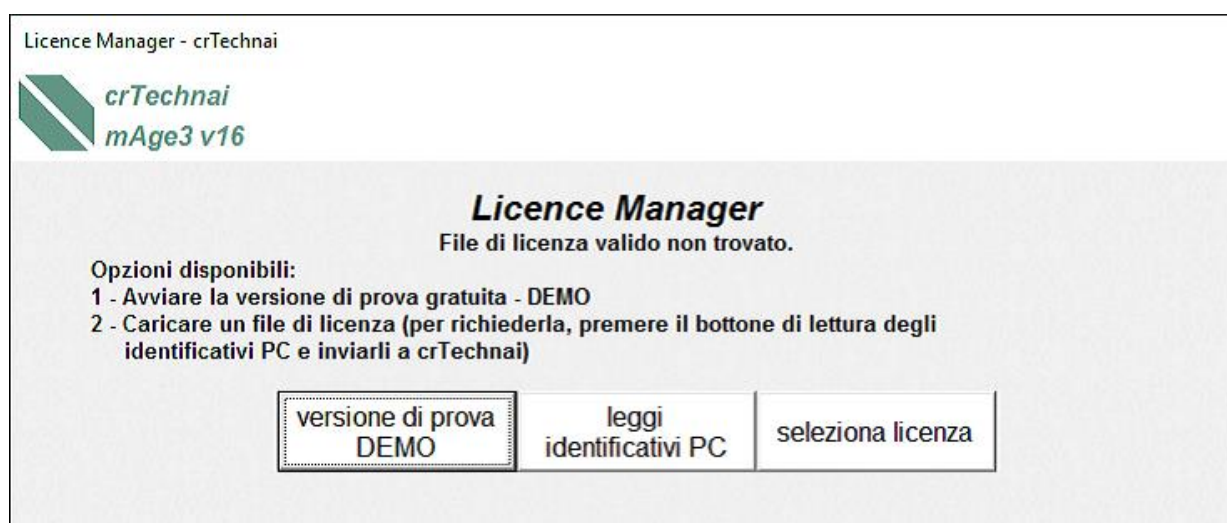 Licence Manager - crTechnai
crTechnai
mAge3 v16
Licence Manager
File di licenza valido non trovato.
Opzioni disponibili:
1 - Avviare la versione di prova gratuita - DEMO
2 - Caricare un file di licenza (per richiederla, premere il bottone di lettura degli
identificativi PC e inviarli a crTechnai)
versione di prova
DEMO
leggi
identificativi PC
seleziona licenza